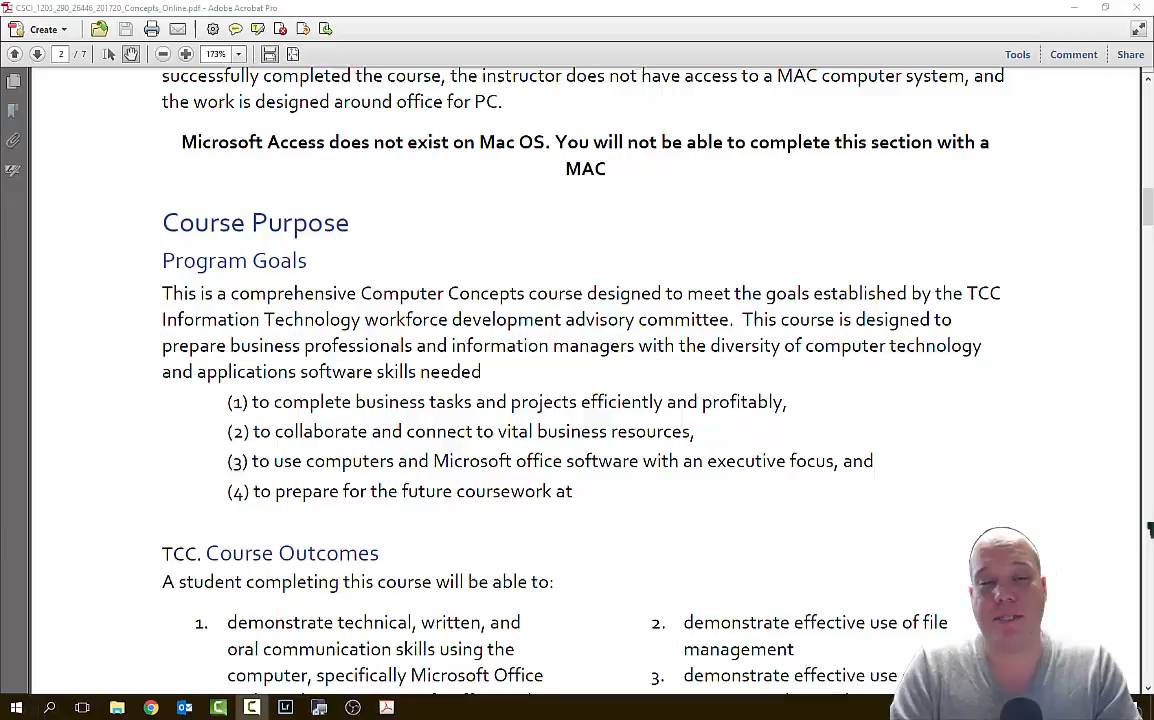 CSCI_1203_290_26446_201720_Concepts_Online.pdf - Adobe Acrobat Pro
Create
2 / 7
173%
Tools Comment Share
successfully completed the course, the instructor does not have access to a MAC computer system, and
the work is designed around office for PC.
Microsoft Access does not exist on Mac OS. You will not be able to complete this section with a
MAC
Course Purpose
Program Goals
This is a comprehensive Computer Concepts course designed to meet the goals established by the TCC
Information Technology workforce development advisory committee.  This course is designed to
prepare business professionals and information managers with the diversity of computer technology
and applications software skills needed
(1) to complete business tasks and projects efficiently and profitably,
(2) to collaborate and connect to vital business resources,
(3) to use computers and Microsoft office software with an executive focus, and
(4) to prepare for the future coursework at
TCC. Course Outcomes
A student completing this course will be able to:
1. demonstrate technical, written, and
oral communication skills using the
computer, specifically Microsoft Office
2. demonstrate effective use of file
management
3. demonstrate effective use